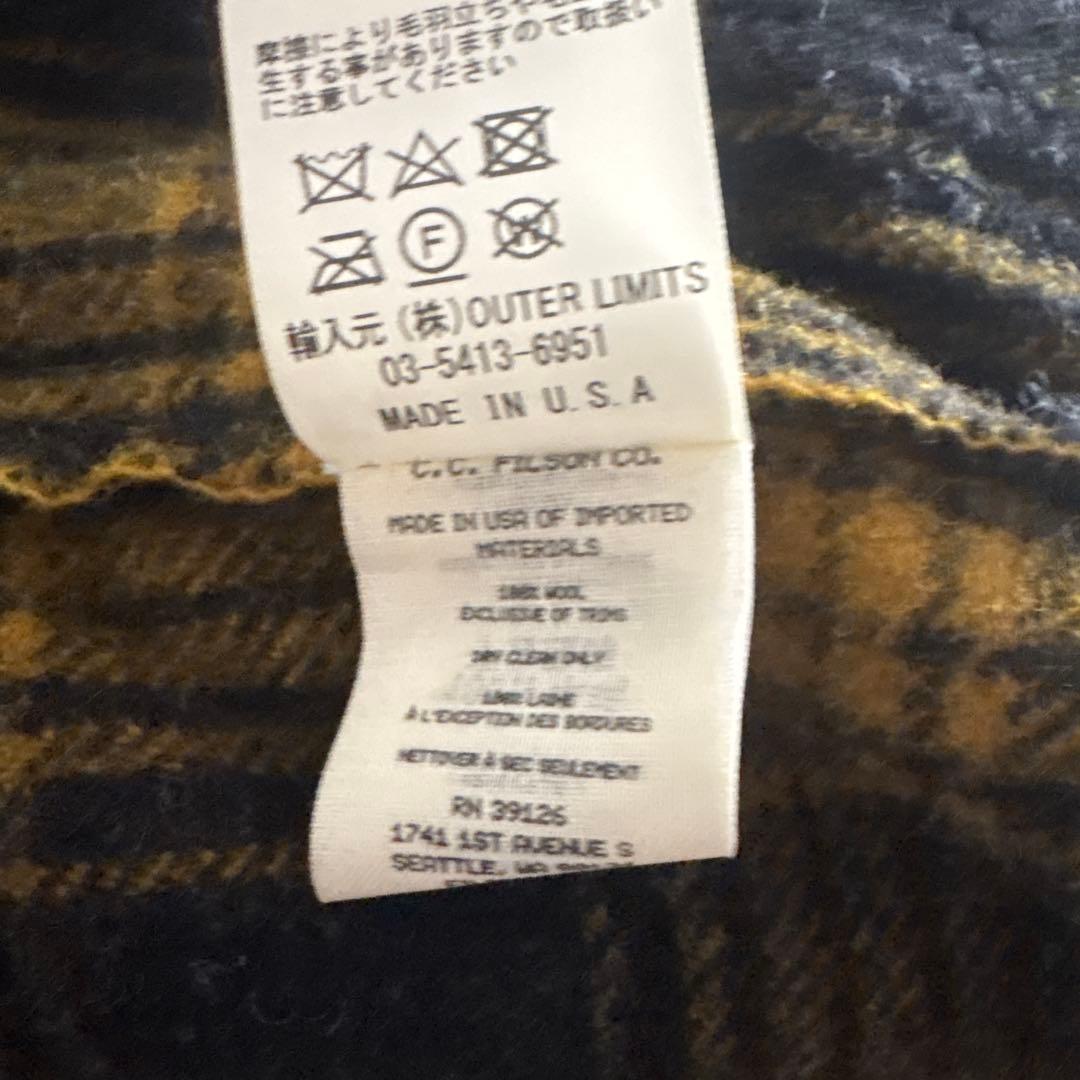 摩擦により毛羽立ちや毛
生する事がありますので取扱い
に注意してください
F
輸入元 (株)OUTER LIMITS
03-5413-6951
MADE IN U.S.A
C.C. FILSON CO.
MADE IN USA OF IMPORTED
MATERIALS
100% WOOL
EXCLUSIVE OF TRIMS
DRY CLEAN ONLY
100% LAINE
À L'EXCEPTION DES BORDURES
NETTOYER À SEC SEULEMENT
RN 39126
1741 1ST AVENUE S
SEATTLE, WA